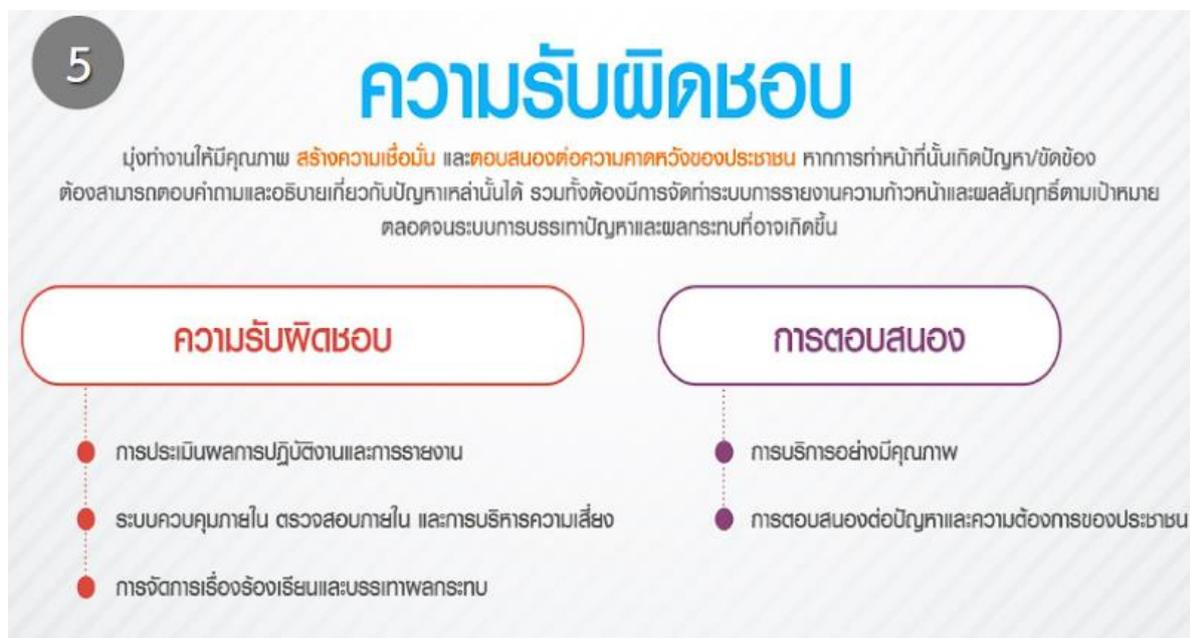 5
ความรับผิดชอบ
มุ่งทำงานให้มีคุณภาพ สร้างความเชื่อมั่น และตอบสนองต่อความคาดหวังของประชาชน หากการทำหน้าที่นั้นเกิดปัญหา/ขัดข้อง
ต้องสามารถตอบคำถามและอธิบายเกี่ยวกับปัญหาเหล่านั้นได้ รวมทั้งต้องมีการจัดทำระบบการรายงานความก้าวหน้าและผลสัมฤทธิ์ตามเป้าหมาย
ตลอดจนระบบการบรรเทาปัญหาและผลกระทบที่อาจเกิดขึ้น
ความรับผิดชอบ
การประเมินผลการปฏิบัติงานและการรายงาน
ระบบควบคุมภายใน ตรวจสอบภายใน และการบริหารความเสี่ยง
การจัดการเรื่องร้องเรียนและบรรเทาผลกระทบ
การตอบสนอง
การบริการอย่างมีคุณภาพ
การตอบสนองต่อปัญหาและความต้องการของประชาชน